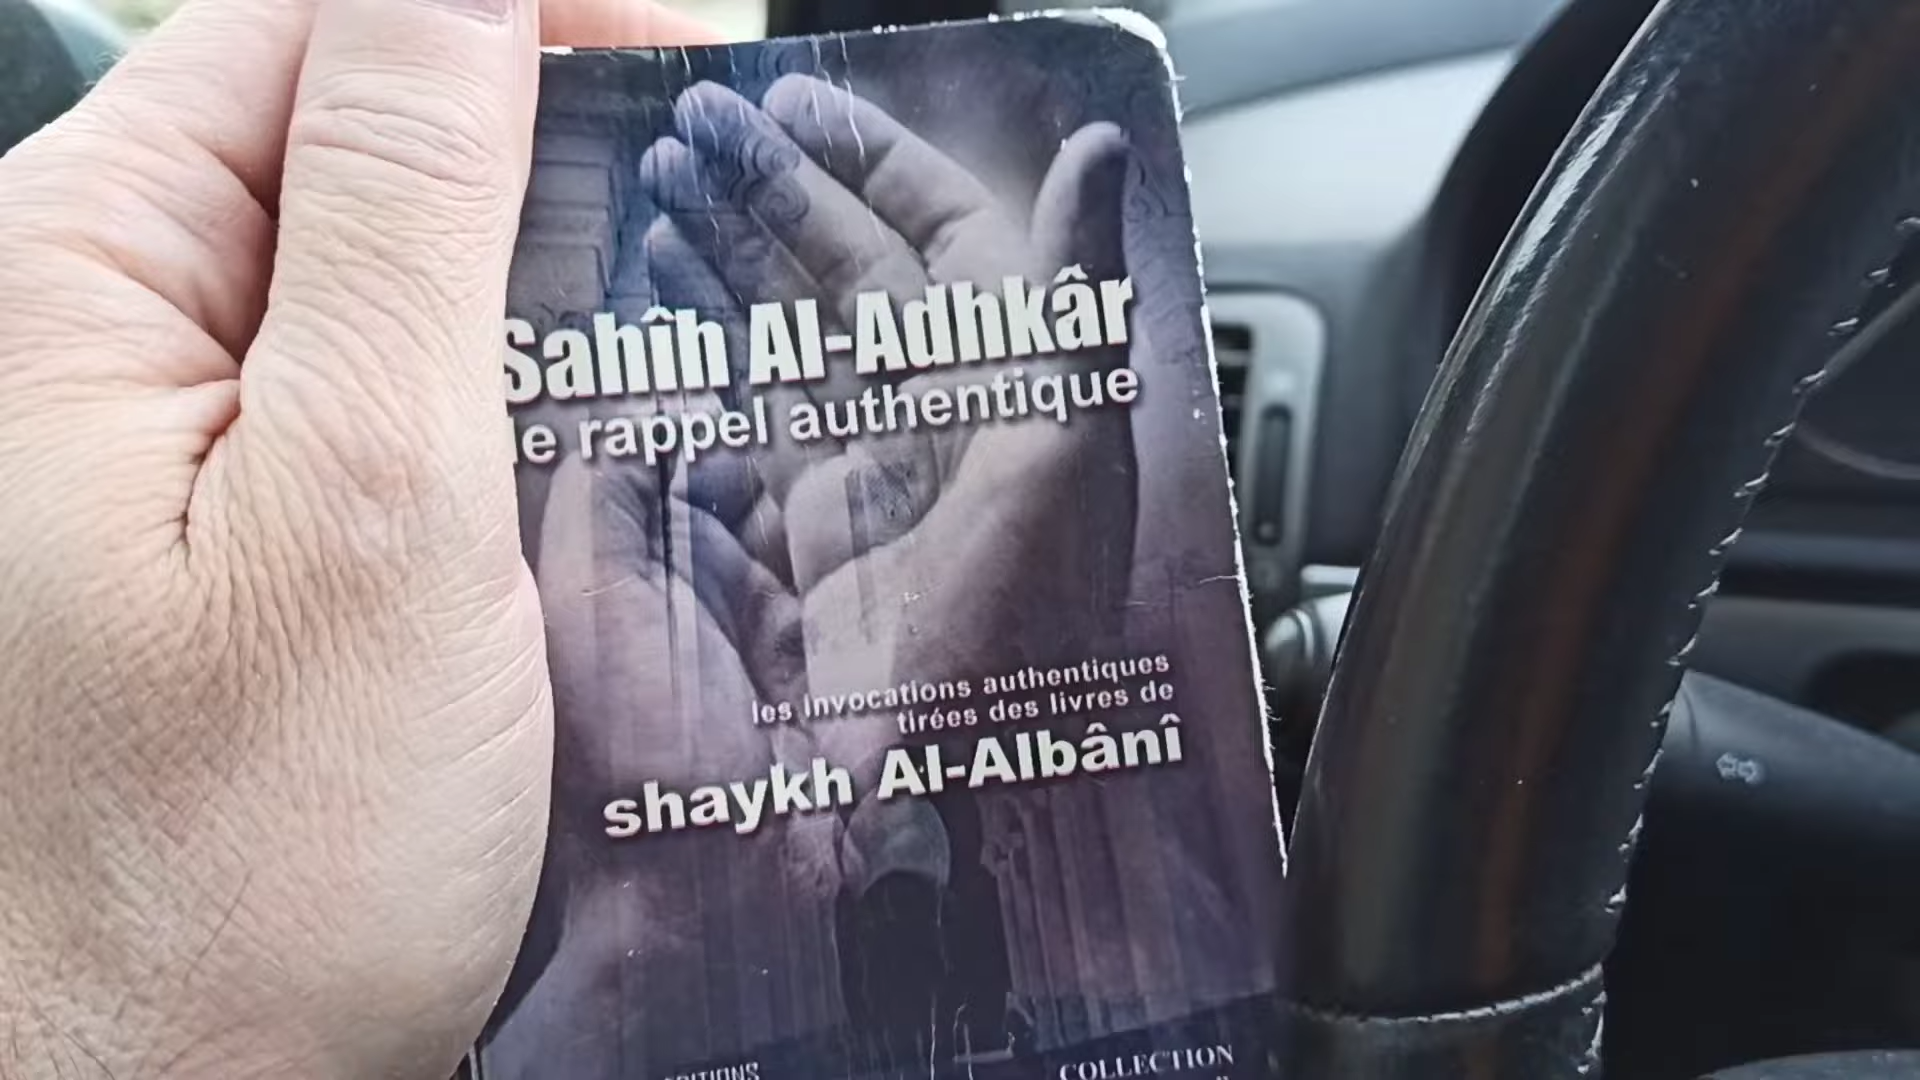 Sahîh Al-Adhkâr
le rappel authentique
les invocations authentiques
tirées des livres de
shaykh Al-Albânî
COLLECTION